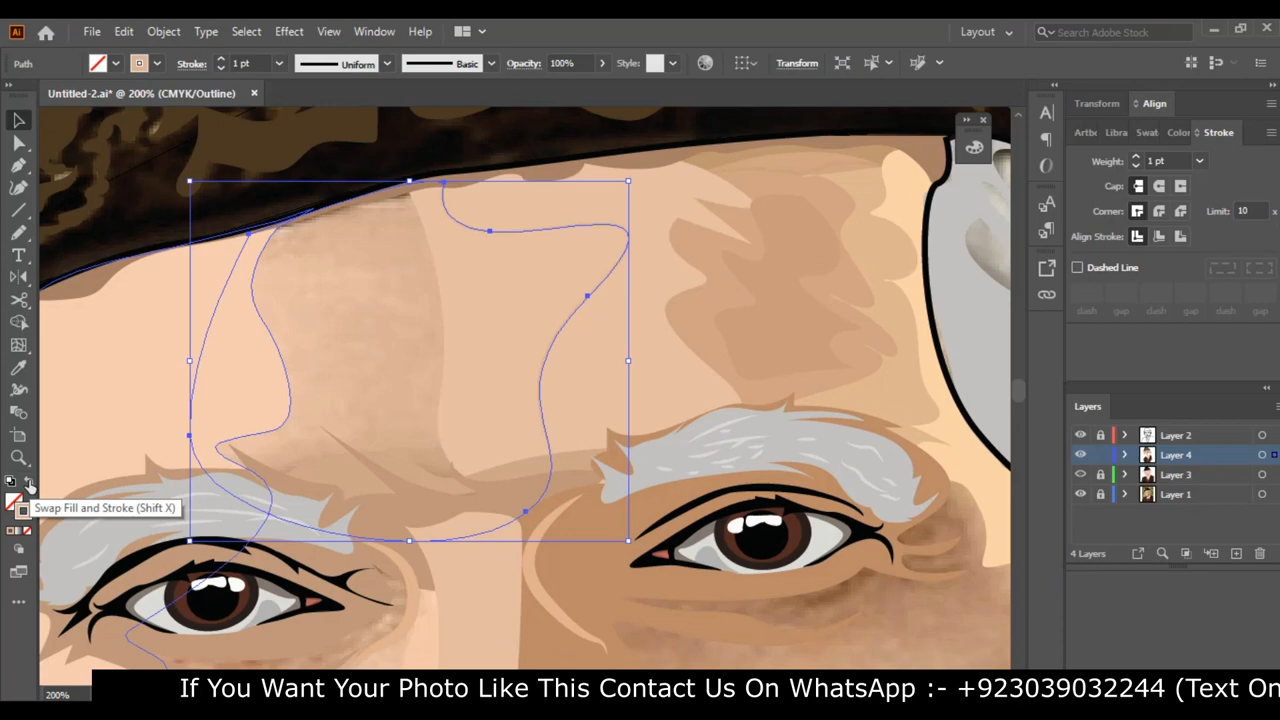 Ai
File Edit Object Type Select Effect View Window Help
Layout
Search Adobe Stock
Path
Stroke:
1 pt
Uniform
Basic
Opacity: 100%
Style:
Transform
Untitled-2.ai* @ 200% (CMYK/Outline)
Transform
Align
Artbc
Libra
Swat
Color
Stroke
Weight:
1 pt
Cap:
Corner:
Limit: 10
x
Align Stroke:
Dashed Line
dash gap dash gap dash gap
Layers
Layer 2
Layer 4
Layer 3
Layer 1
4 Layers
Swap Fill and Stroke (Shift X)
200%
If You Want Your Photo Like This Contact Us On WhatsApp :- +923039032244 (Text On